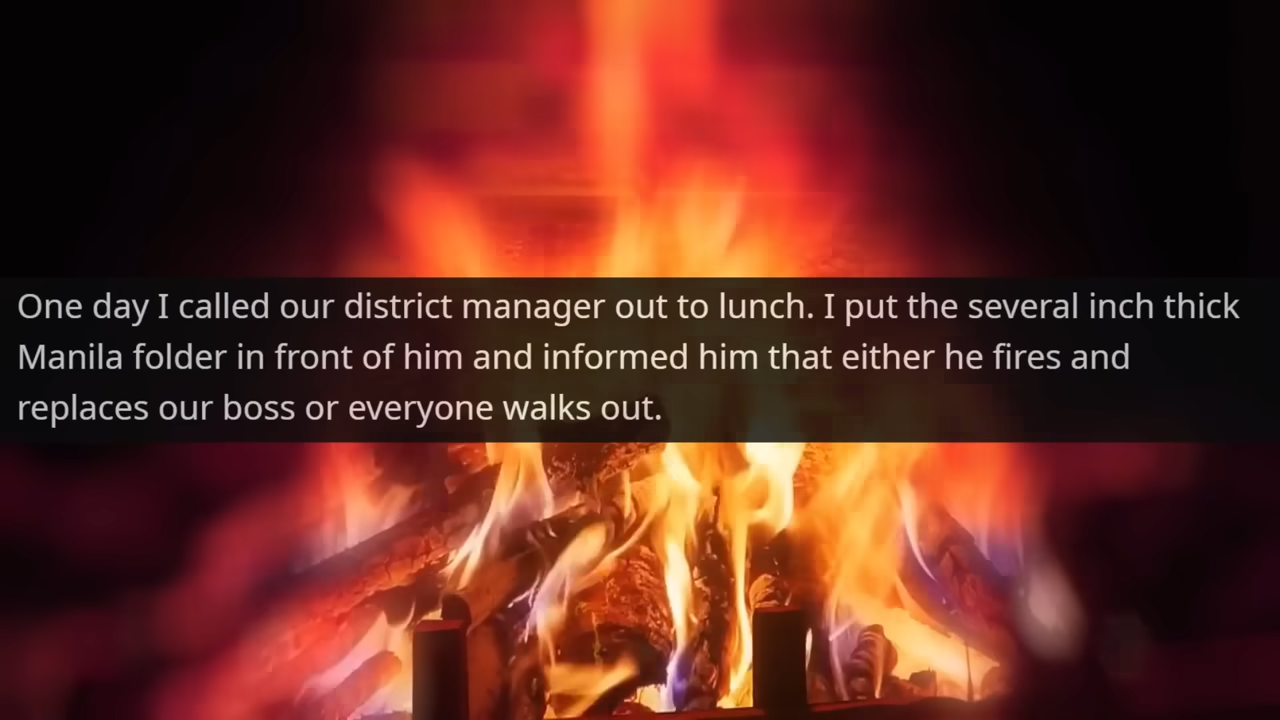 One day I called our district manager out to lunch. I put the several inch thick
Manila folder in front of him and informed him that either he fires and
replaces our boss or everyone walks out.